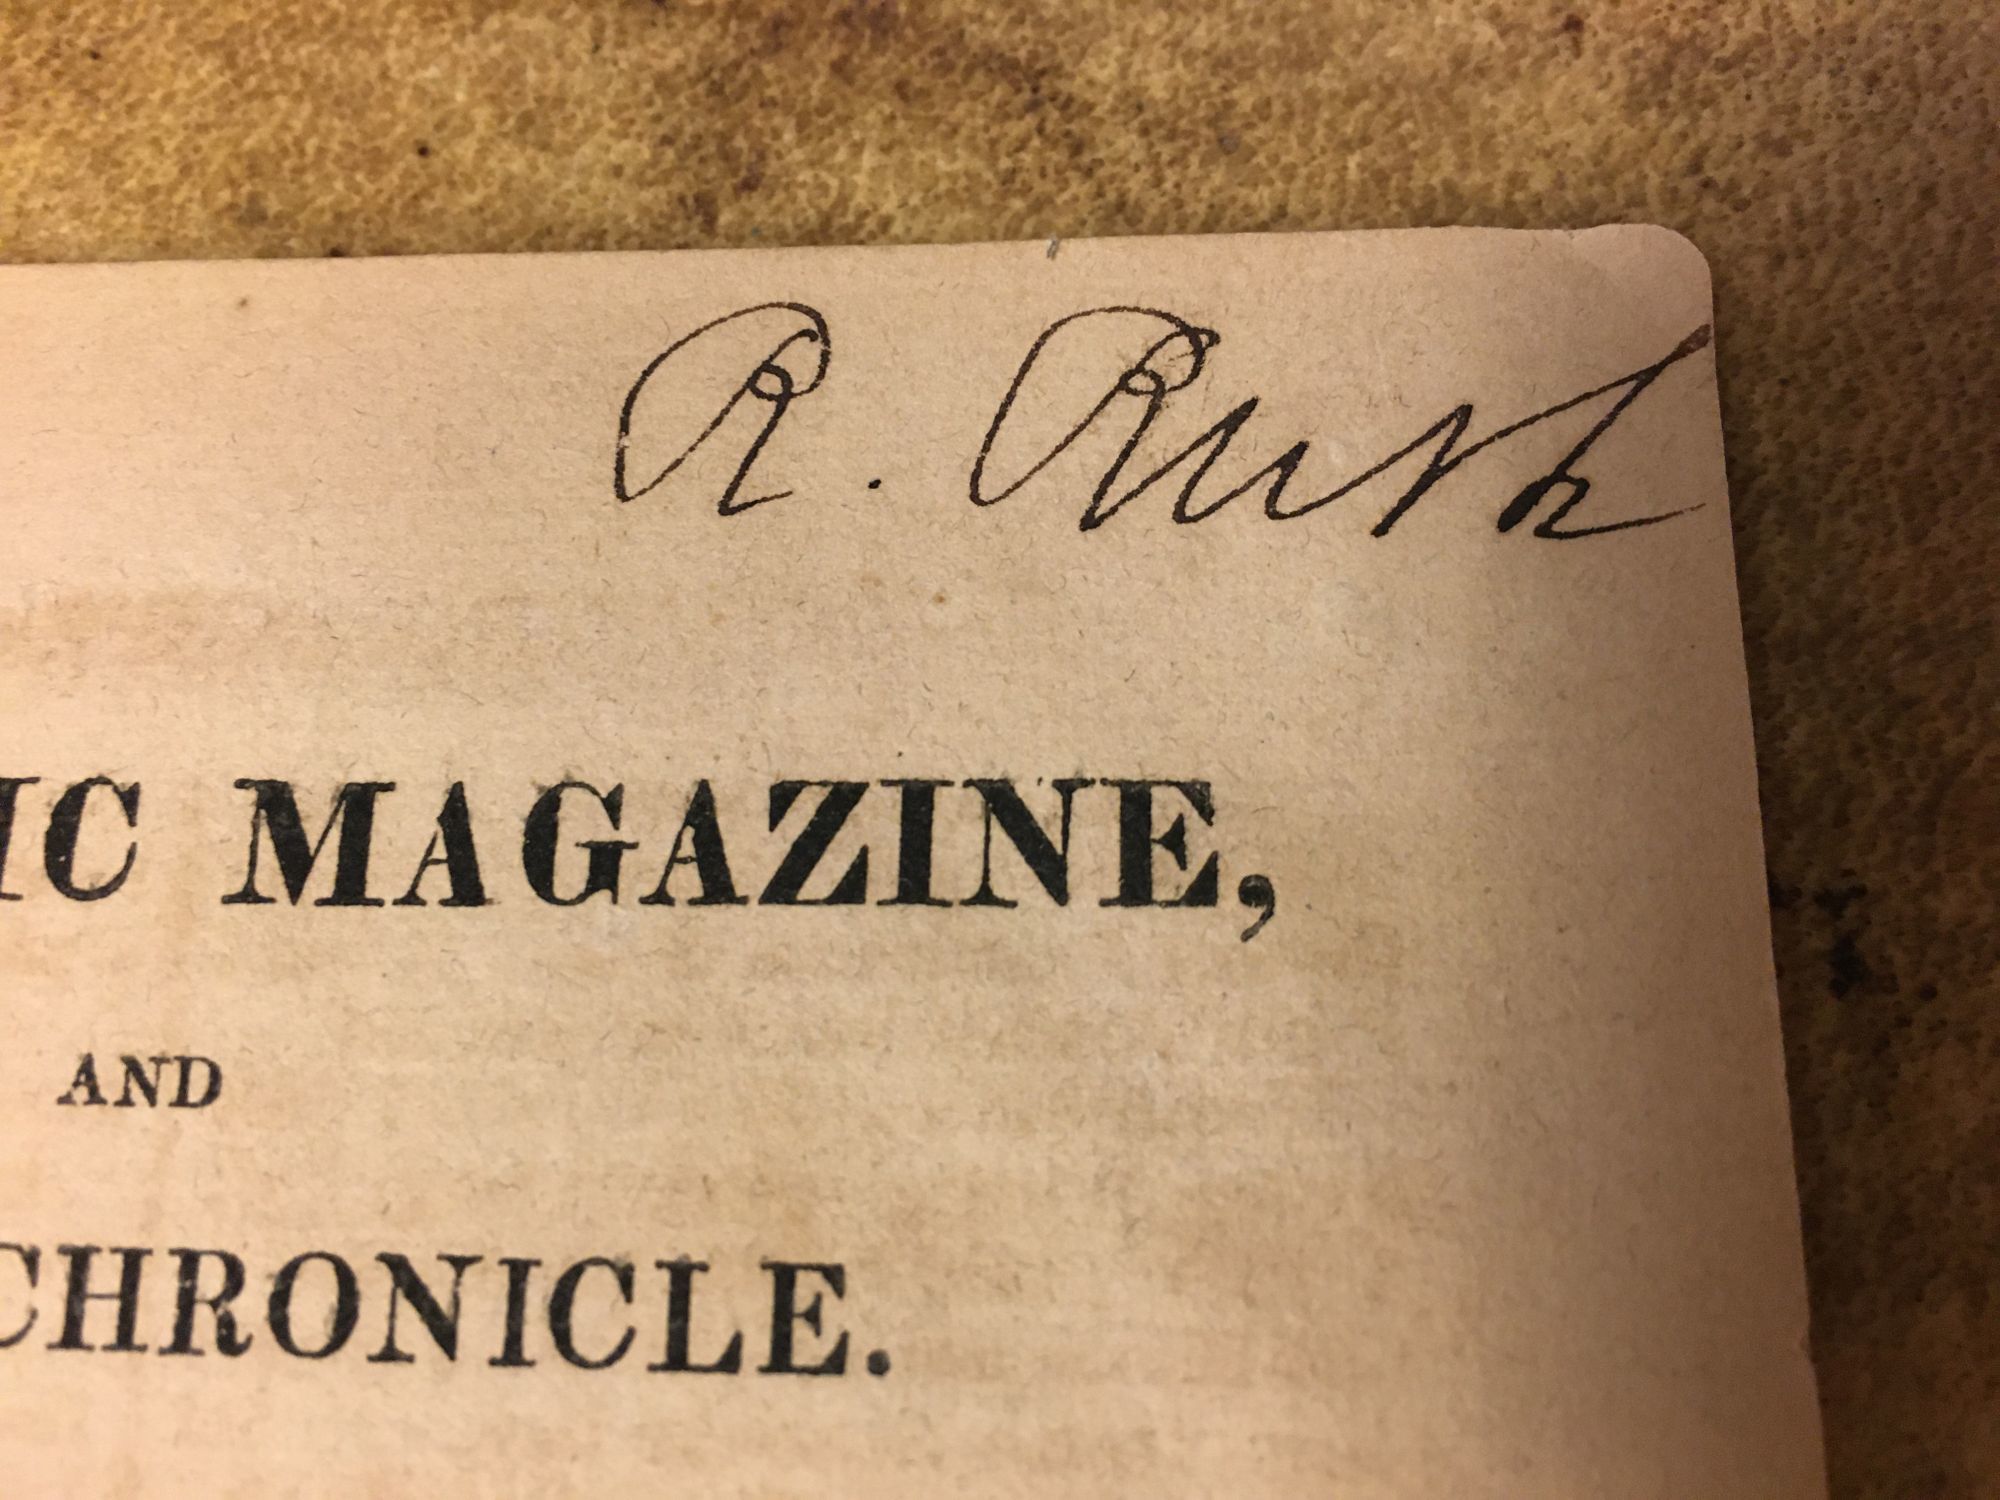 R. Rush
IC MAGAZINE,
AND
CHRONICLE.